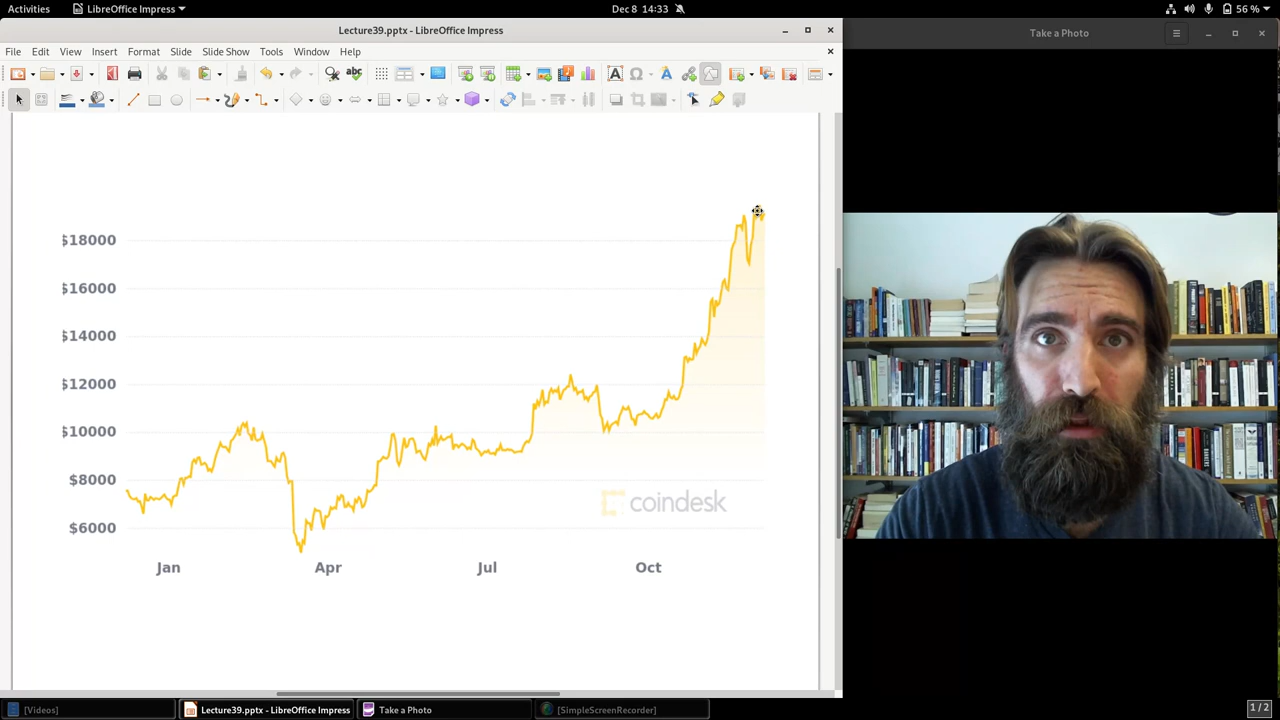 Activities
LibreOffice Impress
Dec 8 14:33
56 %
Lecture39.pptx - LibreOffice Impress
Take a Photo
File Edit View Insert Format Slide Slide Show Tools Window Help
$18000
$16000
$14000
$12000
$10000
$8000
$6000
coindesk
Jan Apr Jul Oct
[Videos]
Lecture39.pptx - LibreOffice Impress
Take a Photo
[SimpleScreenRecorder]
1 / 2